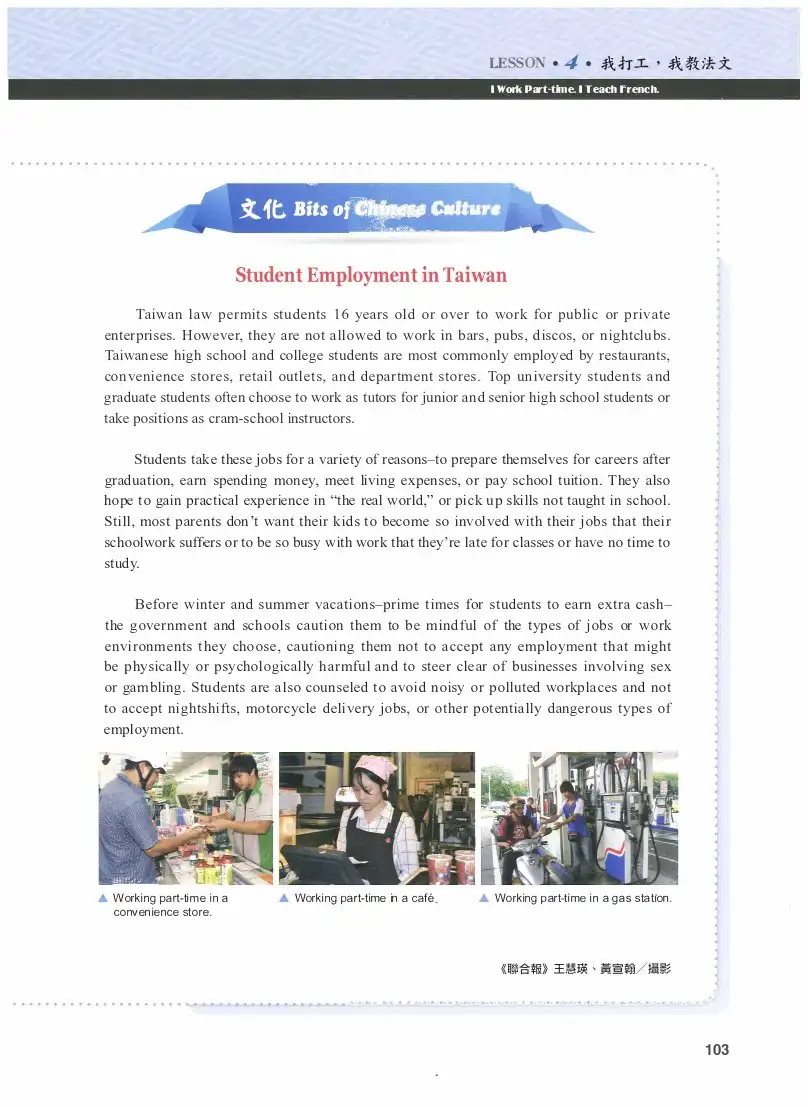 LESSON • 4 • 我打工，我教法文
I Work Part-time. I Teach French.
文化 Bits of Chinese Culture
Student Employment in Taiwan
Taiwan law permits students 16 years old or over to work for public or private
enterprises. However, they are not allowed to work in bars, pubs, discos, or nightclubs.
Taiwanese high school and college students are most commonly employed by restaurants,
convenience stores, retail outlets, and department stores. Top university students and
graduate students often choose to work as tutors for junior and senior high school students or
take positions as cram-school instructors.
Students take these jobs for a variety of reasons–to prepare themselves for careers after
graduation, earn spending money, meet living expenses, or pay school tuition. They also
hope to gain practical experience in “the real world,” or pick up skills not taught in school.
Still, most parents don’t want their kids to become so involved with their jobs that their
schoolwork suffers or to be so busy with work that they’re late for classes or have no time to
study.
Before winter and summer vacations–prime times for students to earn extra cash–
the government and schools caution them to be mindful of the types of jobs or work
environments they choose, cautioning them not to accept any employment that might
be physically or psychologically harmful and to steer clear of businesses involving sex
or gambling. Students are also counseled to avoid noisy or polluted workplaces and not
to accept nightshifts, motorcycle delivery jobs, or other potentially dangerous types of
employment.
▲ Working part-time in a
convenience store.
▲ Working part-time in a café.
▲ Working part-time in a gas station.
《聯合報》王慧瑛、黃宣翰／攝影
103